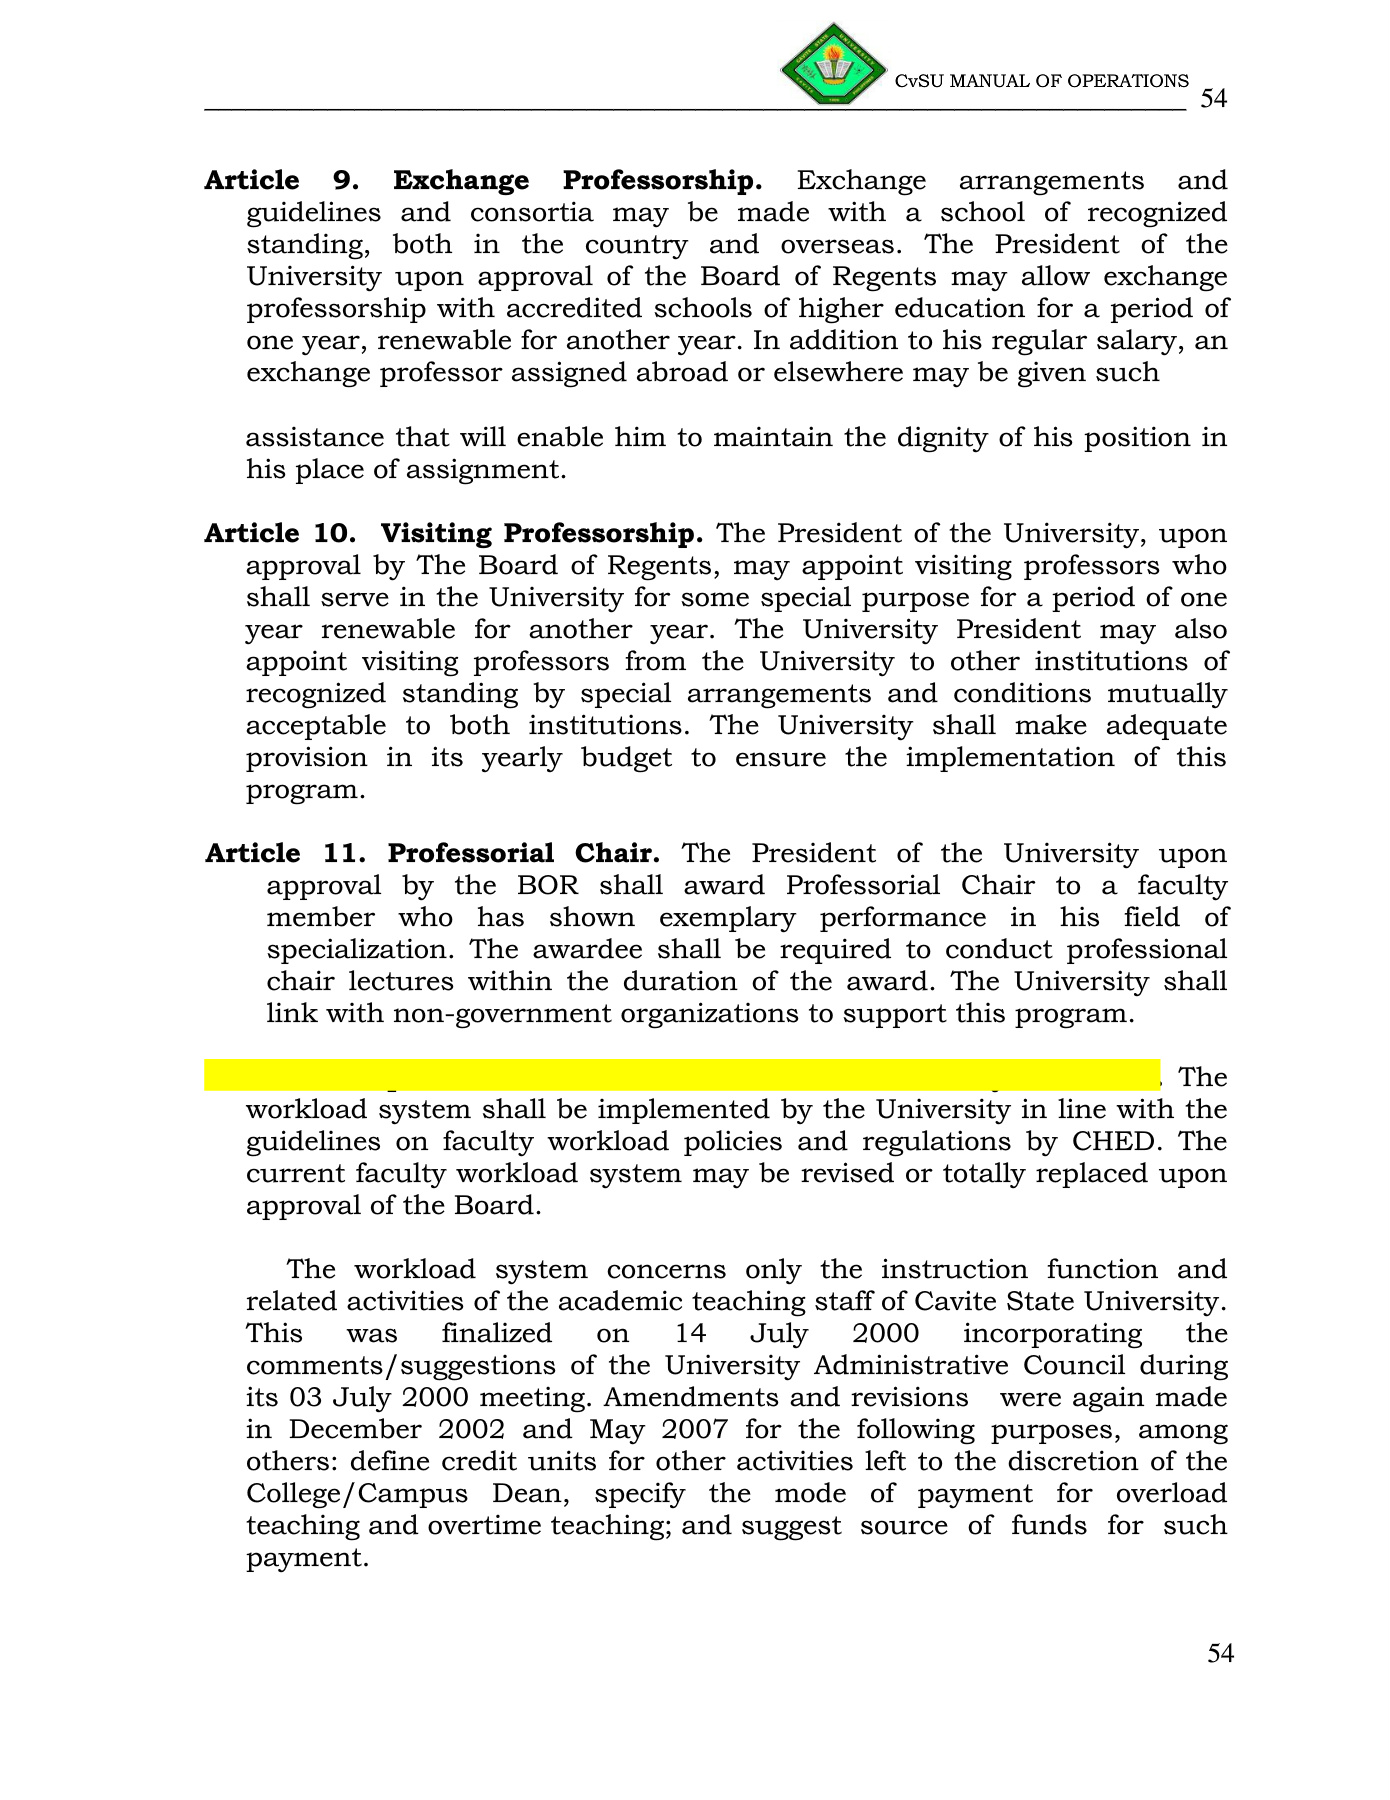 CvSU MANUAL OF OPERATIONS 54
Article 9. Exchange Professorship. Exchange arrangements and
guidelines and consortia may be made with a school of recognized
standing, both in the country and overseas. The President of the
University upon approval of the Board of Regents may allow exchange
professorship with accredited schools of higher education for a period of
one year, renewable for another year. In addition to his regular salary, an
exchange professor assigned abroad or elsewhere may be given such
assistance that will enable him to maintain the dignity of his position in
his place of assignment.
Article 10. Visiting Professorship. The President of the University, upon
approval by The Board of Regents, may appoint visiting professors who
shall serve in the University for some special purpose for a period of one
year renewable for another year. The University President may also
appoint visiting professors from the University to other institutions of
recognized standing by special arrangements and conditions mutually
acceptable to both institutions. The University shall make adequate
provision in its yearly budget to ensure the implementation of this
program.
Article 11. Professorial Chair. The President of the University upon
approval by the BOR shall award Professorial Chair to a faculty
member who has shown exemplary performance in his field of
specialization. The awardee shall be required to conduct professional
chair lectures within the duration of the award. The University shall
link with non-government organizations to support this program.
. The
workload system shall be implemented by the University in line with the
guidelines on faculty workload policies and regulations by CHED. The
current faculty workload system may be revised or totally replaced upon
approval of the Board.
The workload system concerns only the instruction function and
related activities of the academic teaching staff of Cavite State University.
This was finalized on 14 July 2000 incorporating the
comments/suggestions of the University Administrative Council during
its 03 July 2000 meeting. Amendments and revisions were again made
in December 2002 and May 2007 for the following purposes, among
others: define credit units for other activities left to the discretion of the
College/Campus Dean, specify the mode of payment for overload
teaching and overtime teaching; and suggest source of funds for such
payment.
54